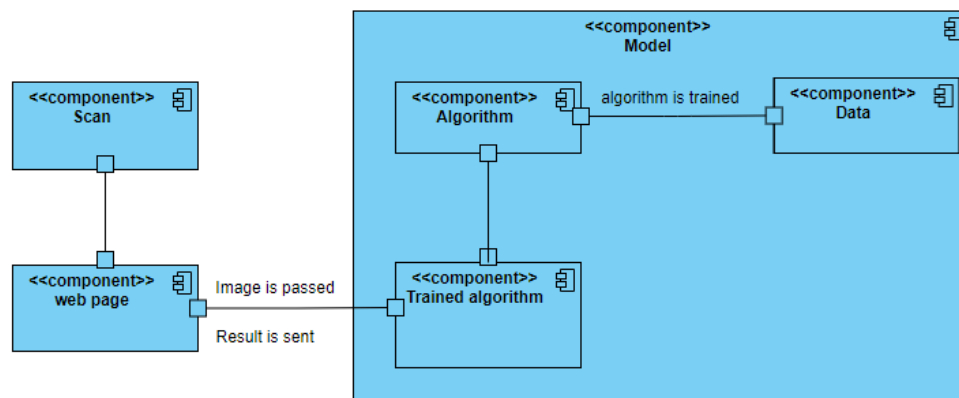 <<component>>
Model
<<component>>
Scan
<<component>>
Algorithm
algorithm is trained
<<component>>
Data
<<component>>
web page
Image is passed
Result is sent
<<component>>
Trained algorithm